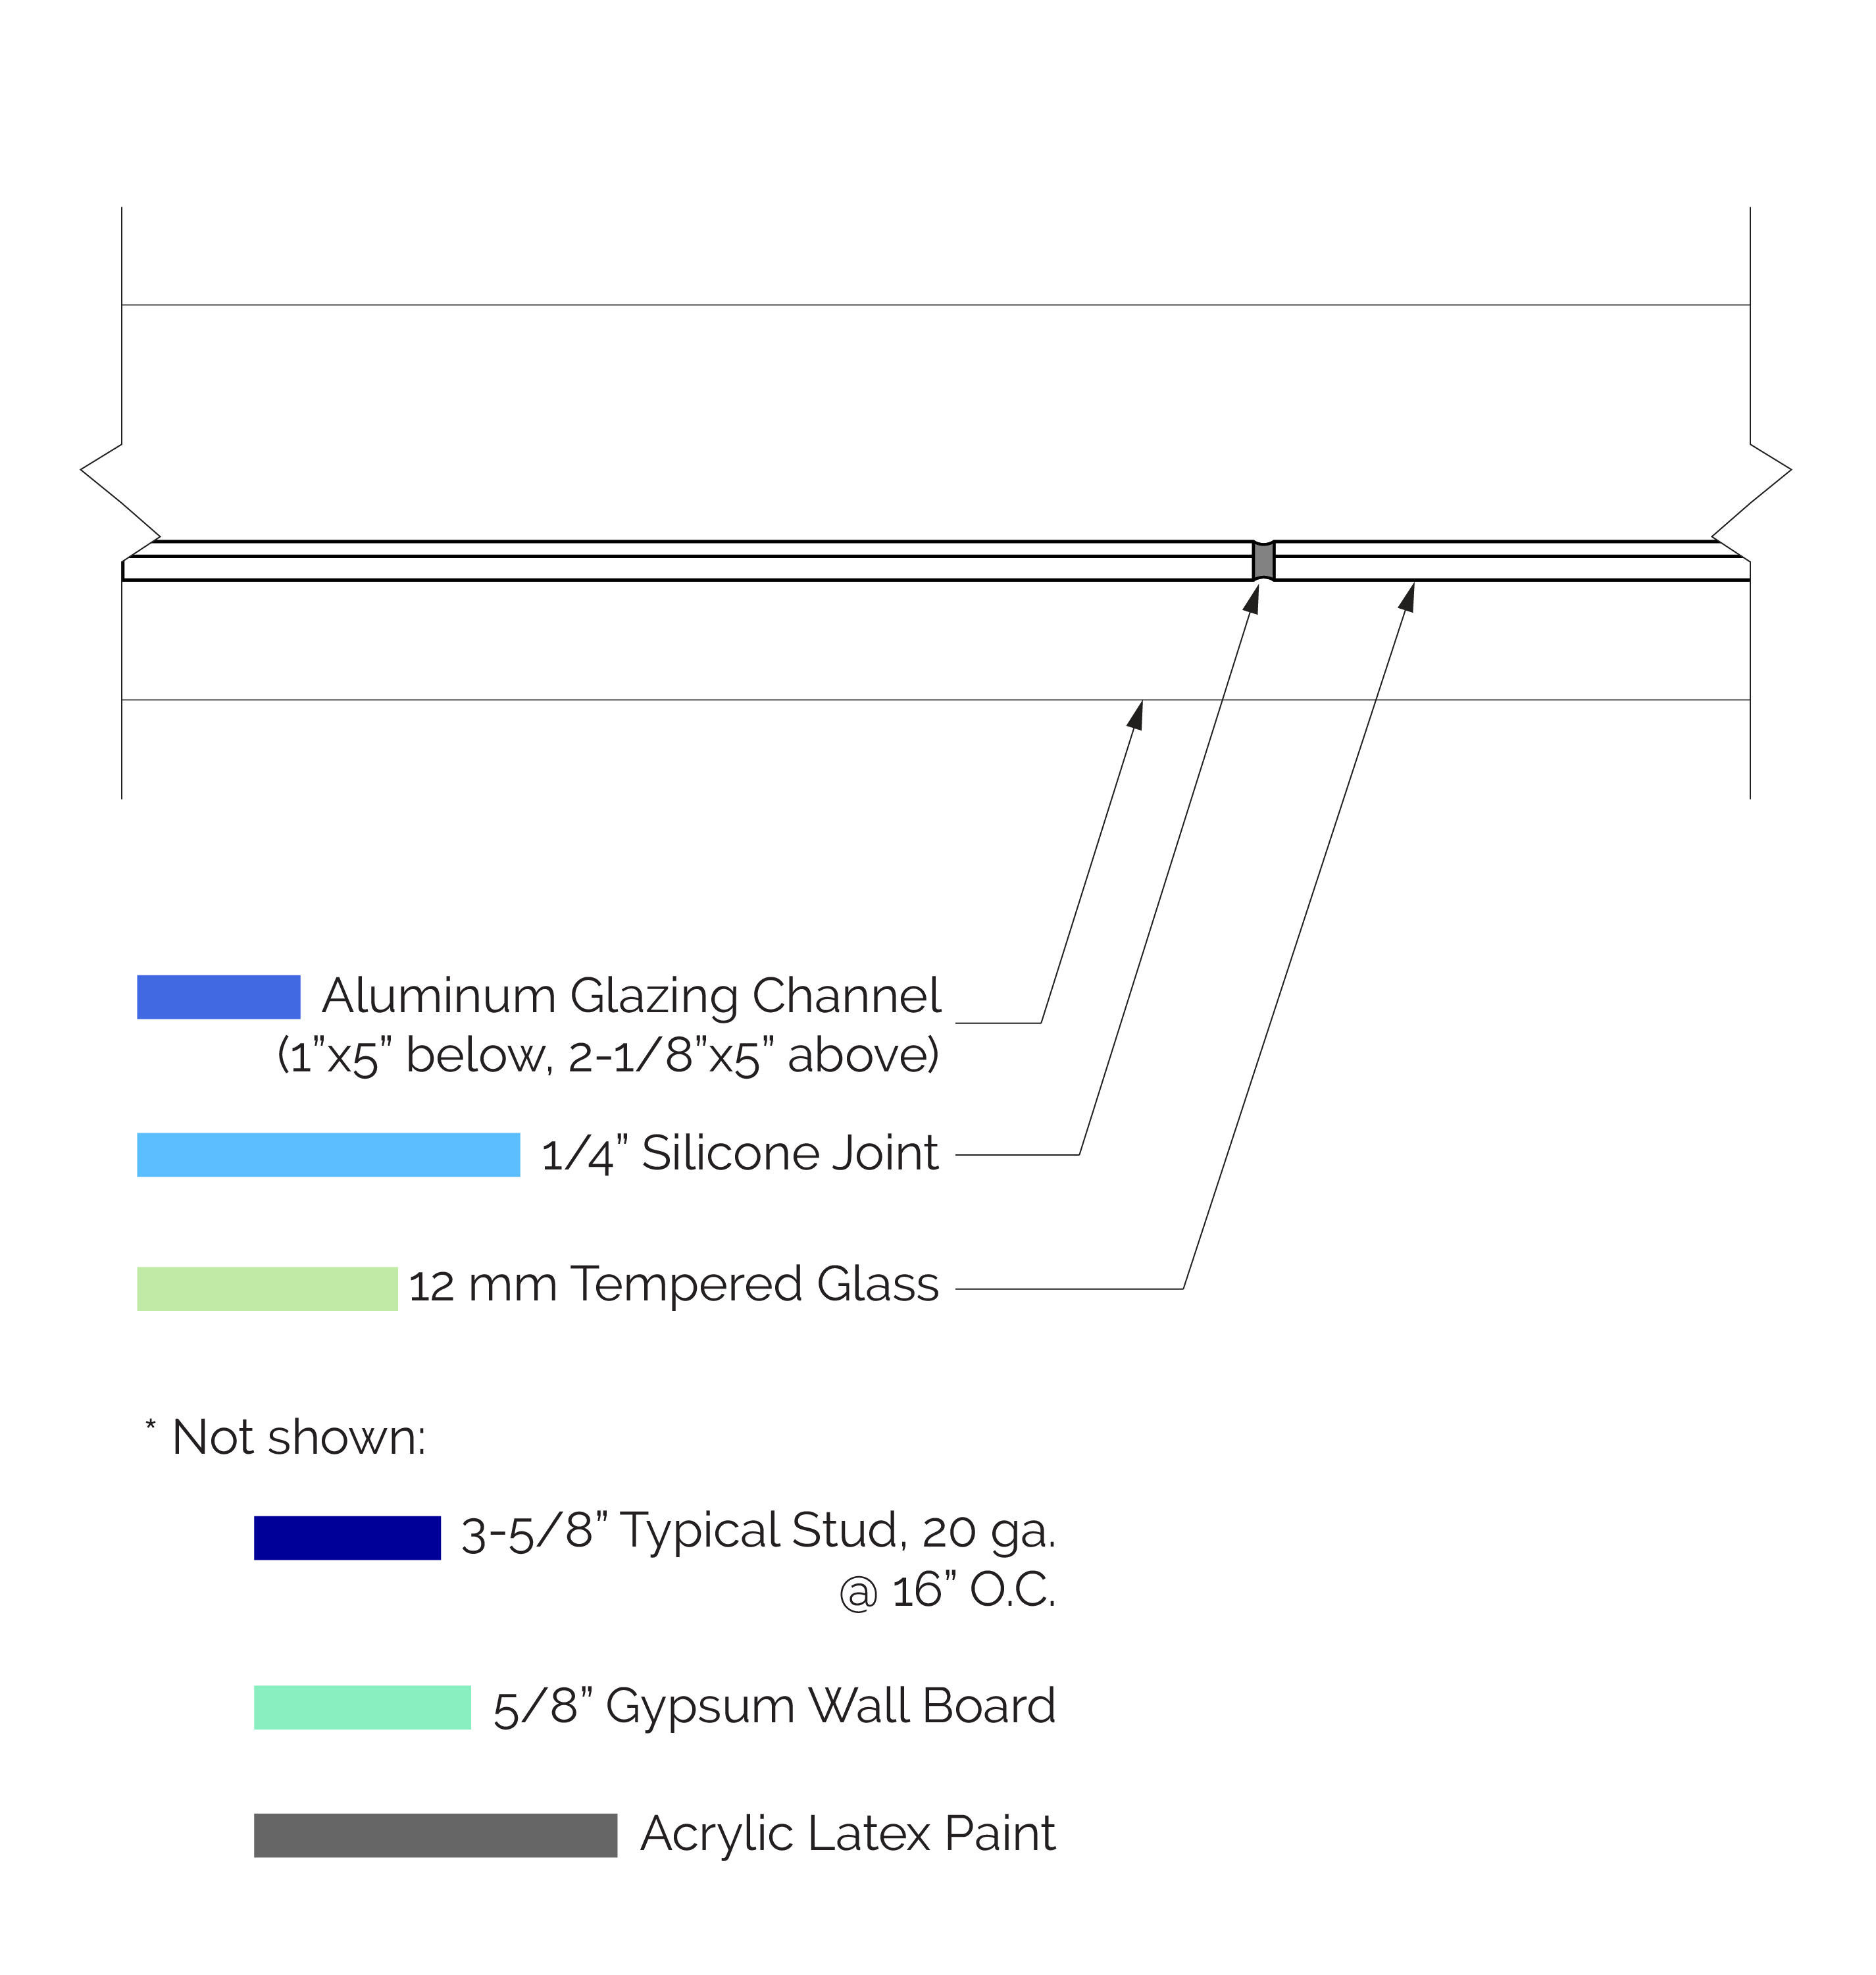 Aluminum Glazing Channel
(1”x5” below, 2-1/8”x5” above)
1/4” Silicone Joint
12 mm Tempered Glass
* Not shown:
3-5/8” Typical Stud, 20 ga.
@ 16” O.C.
5/8” Gypsum Wall Board
Acrylic Latex Paint